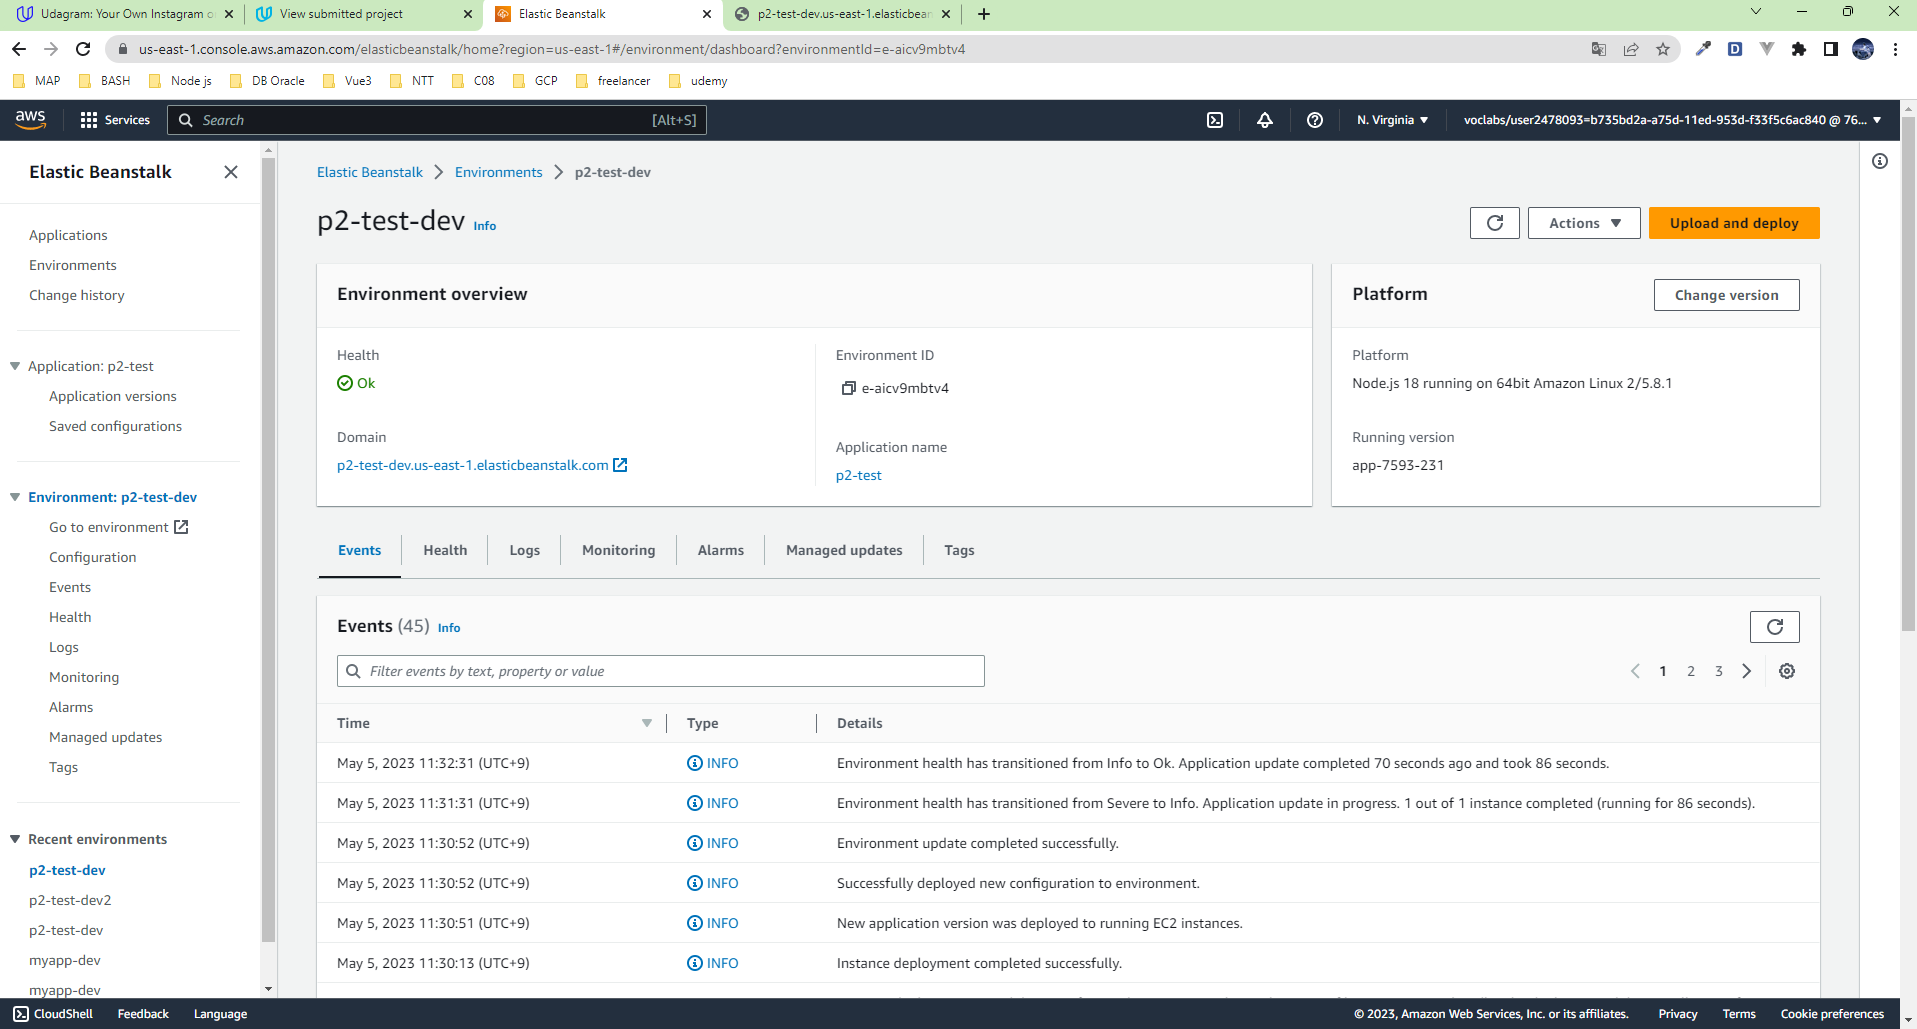 Udagram: Your Own Instagram o
View submitted project
Elastic Beanstalk
p2-test-dev.us-east-1.elasticbean
us-east-1.console.aws.amazon.com/elasticbeanstalk/home?region=us-east-1#/environment/dashboard?environmentId=e-aicv9mbtv4
MAP BASH Node js DB Oracle Vue3 NTT C08 GCP freelancer udemy
aws Services Search [Alt+S] N. Virginia voclabs/user2478093=b735bd2a-a75d-11ed-953d-f33f5c6ac840 @ 76...
Elastic Beanstalk
Applications
Environments
Change history
Application: p2-test
Application versions
Saved configurations
Environment: p2-test-dev
Go to environment
Configuration
Events
Health
Logs
Monitoring
Alarms
Managed updates
Tags
Recent environments
p2-test-dev
p2-test-dev2
p2-test-dev
myapp-dev
myapp-dev
Elastic Beanstalk Environments p2-test-dev
p2-test-dev Info
Actions Upload and deploy
Environment overview
Health
Ok
Domain
p2-test-dev.us-east-1.elasticbeanstalk.com
Environment ID
e-aicv9mbtv4
Application name
p2-test
Platform
Change version
Platform
Node.js 18 running on 64bit Amazon Linux 2/5.8.1
Running version
app-7593-231
Events Health Logs Monitoring Alarms Managed updates Tags
Events (45) Info
Filter events by text, property or value
1 2 3
Time Type Details
May 5, 2023 11:32:31 (UTC+9) INFO Environment health has transitioned from Info to Ok. Application update completed 70 seconds ago and took 86 seconds.
May 5, 2023 11:31:31 (UTC+9) INFO Environment health has transitioned from Severe to Info. Application update in progress. 1 out of 1 instance completed (running for 86 seconds).
May 5, 2023 11:30:52 (UTC+9) INFO Environment update completed successfully.
May 5, 2023 11:30:52 (UTC+9) INFO Successfully deployed new configuration to environment.
May 5, 2023 11:30:51 (UTC+9) INFO New application version was deployed to running EC2 instances.
May 5, 2023 11:30:13 (UTC+9) INFO Instance deployment completed successfully.
CloudShell Feedback Language © 2023, Amazon Web Services, Inc. or its affiliates. Privacy Terms Cookie preferences